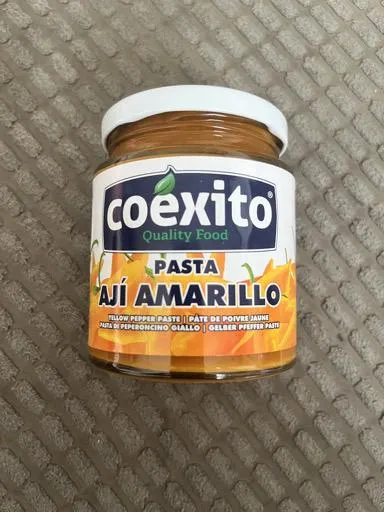 coéxito®
Quality Food
PASTA
AJÍ AMARILLO
YELLOW PEPPER PASTE | PÂTE DE POIVRE JAUNE
PASTA DI PEPERONCINO GIALLO | GELBER PFEFFER PASTE